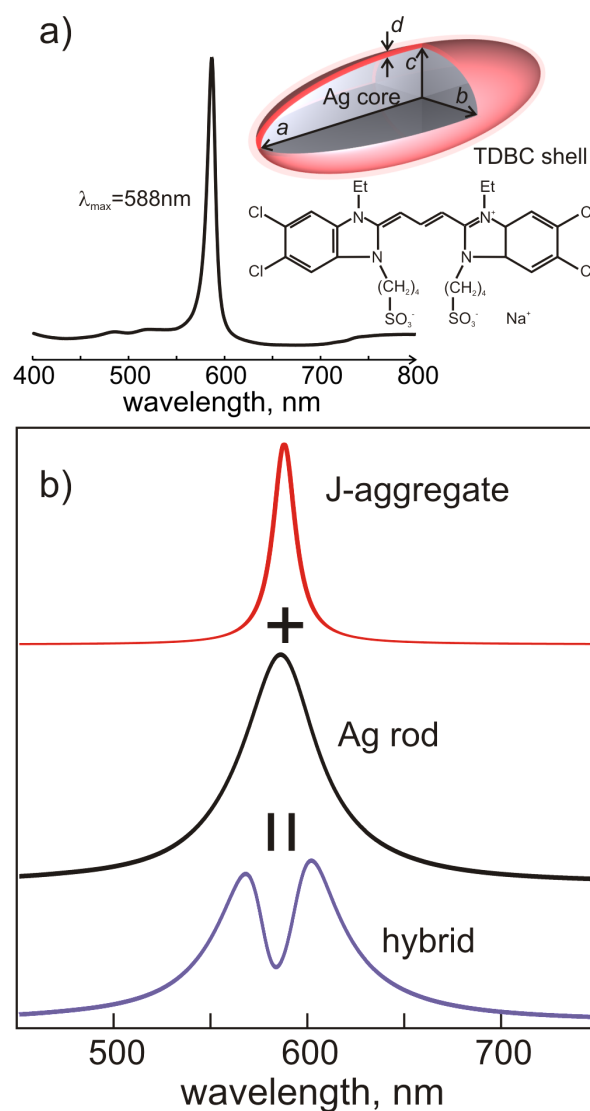 a)
d
c
Ag core
b
a
TDBC shell
λmax=588nm
Et Et
Cl N N⁺ Cl
Cl N N Cl
(CH₂)₄ (CH₂)₄
SO₃⁻ SO₃⁻ Na⁺
400 500 600 700 800
wavelength, nm
b)
J-aggregate
+
Ag rod
=
hybrid
500 600 700
wavelength, nm